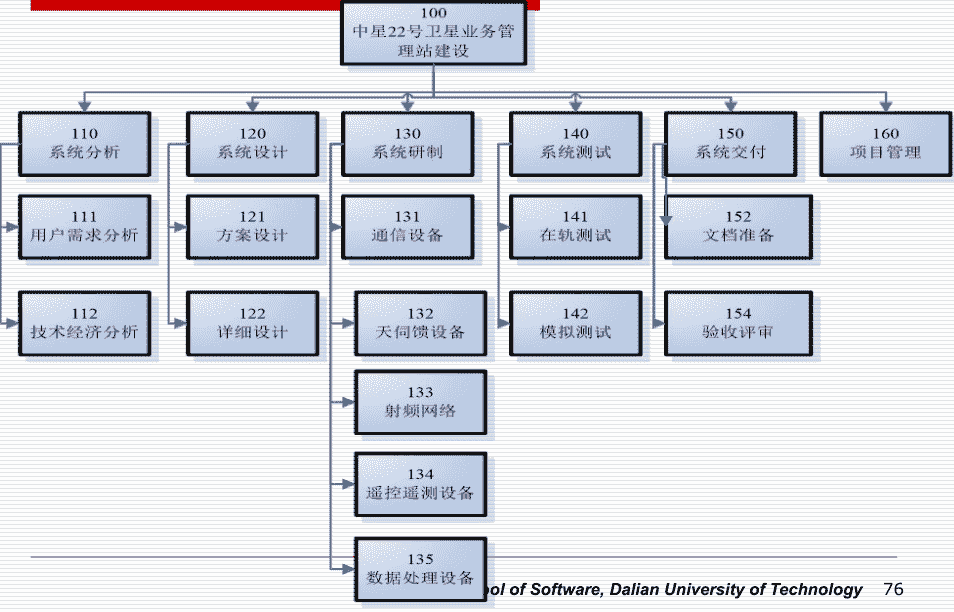 100
中星22号卫星业务管
理站建设
110
系统分析
120
系统设计
130
系统研制
140
系统测试
150
系统交付
160
项目管理
111
用户需求分析
121
方案设计
131
通信设备
141
在轨测试
152
文档准备
112
技术经济分析
122
详细设计
132
天伺馈设备
142
模拟测试
154
验收评审
133
射频网络
134
遥控遥测设备
135
数据处理设备
ool of Software, Dalian University of Technology 76